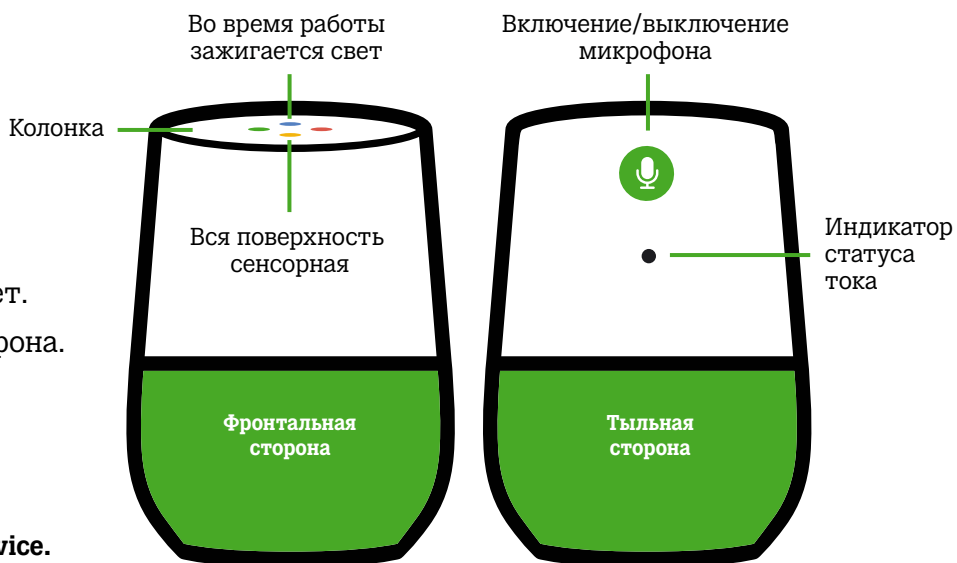 Во время работы
зажигается свет
Включение/выключение
микрофона
Колонка
Вся поверхность
сенсорная
Индикатор
статуса
тока
ет.
рона.
Фронтальная
сторона
Тыльная
сторона
vice.